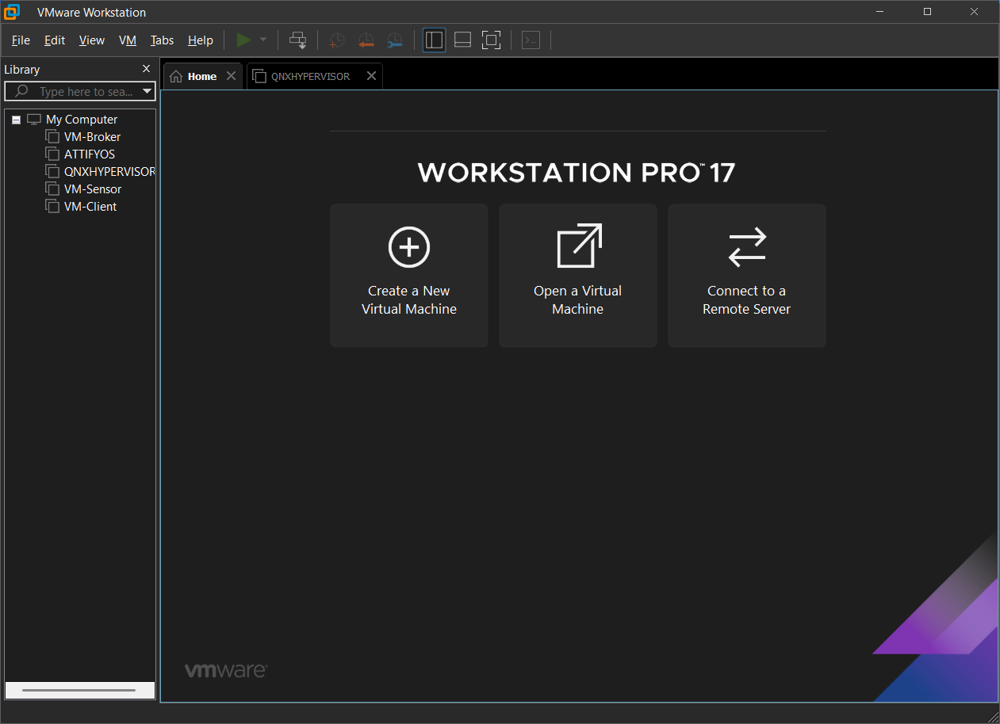 VMware Workstation
File Edit View VM Tabs Help
Library
Type here to sea...
My Computer
VM-Broker
ATTIFYOS
QNXHYPERVISOR
VM-Sensor
VM-Client
Home
QNXHYPERVISOR
WORKSTATION PRO™ 17
Create a New
Virtual Machine
Open a Virtual
Machine
Connect to a
Remote Server
vmware®